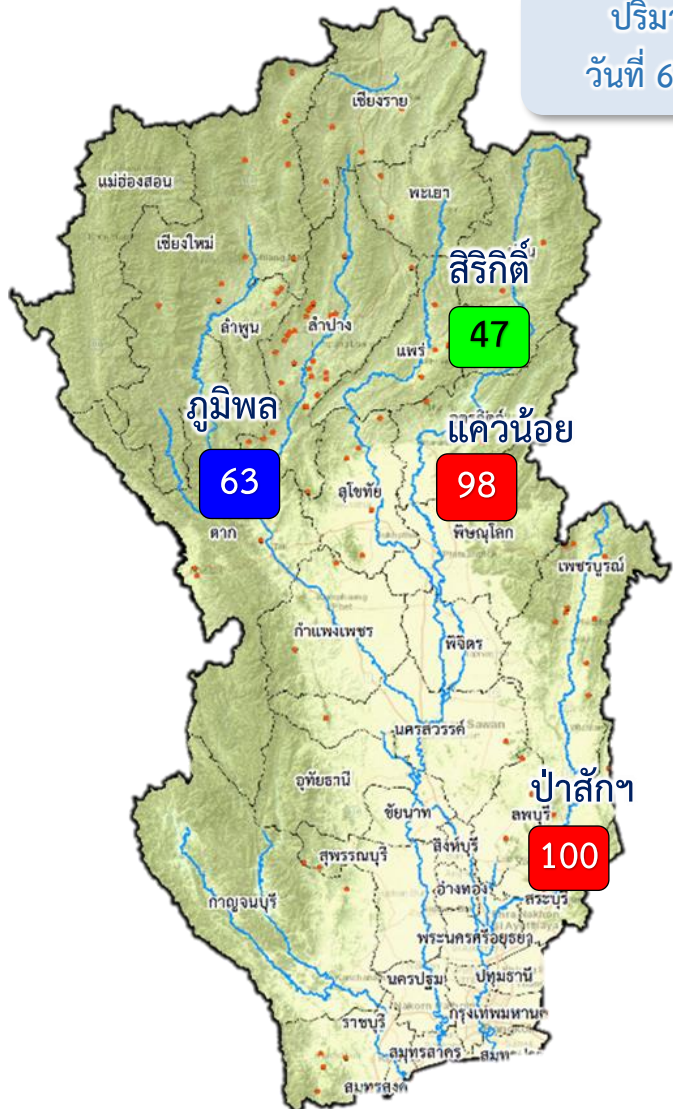 ปริมา
วันที่ 6
เชียงราย
แม่ฮ่องสอน
พะเยา
เชียงใหม่
สิริกิติ์
47
ลำพูน
ลำปาง
แพร่
ภูมิพล
63
แควน้อย
98
สุโขทัย
ตาก
พิษณุโลก
เพชรบูรณ์
กำแพงเพชร
พิจิตร
นครสวรรค์
Sawan
อุทัยธานี
ป่าสักฯ
100
ชัยนาท
ลพบุรี
สิงห์บุรี
สุพรรณบุรี
อ่างทอง
สระบุรี
กาญจนบุรี
พระนครศรีอยุธยา
นครปฐม
ปทุมธานี
กรุงเทพมหานค
ราชบุรี
สมุทรสาคร
สมุทรสงค